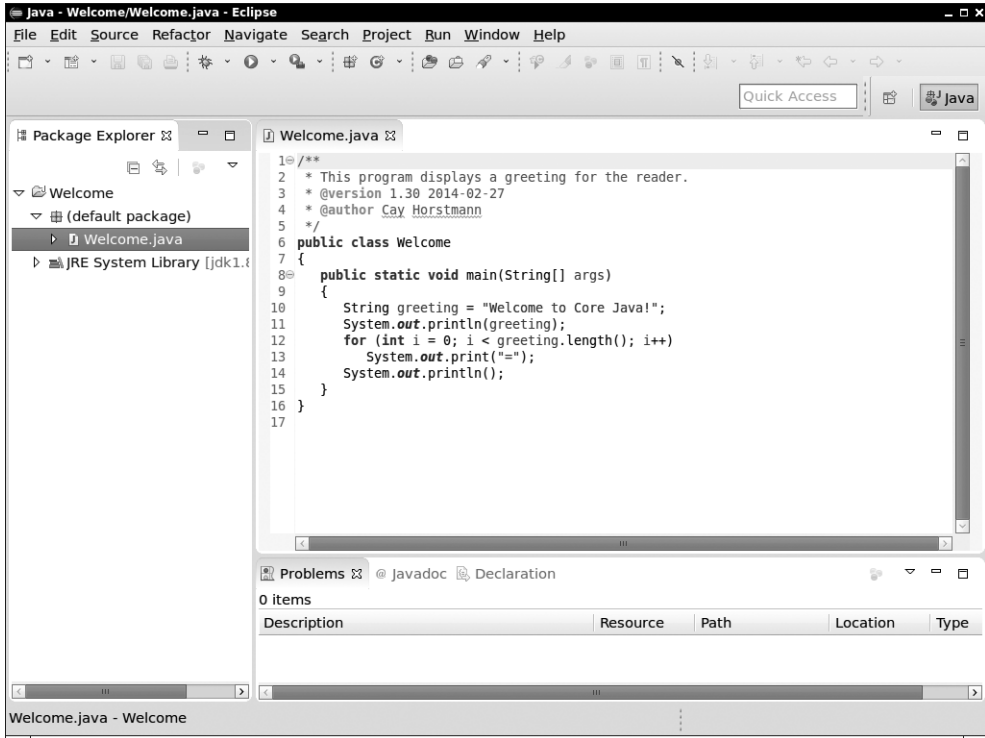 Java - Welcome/Welcome.java - Eclipse
File Edit Source Refactor Navigate Search Project Run Window Help
Quick Access
Java
Package Explorer
Welcome
(default package)
Welcome.java
JRE System Library [jdk1.8
Welcome.java
1 /**
2 * This program displays a greeting for the reader.
3 * @version 1.30 2014-02-27
4 * @author Cay Horstmann
5 */
6 public class Welcome
7 {
8 public static void main(String[] args)
9 {
10 String greeting = "Welcome to Core Java!";
11 System.out.println(greeting);
12 for (int i = 0; i < greeting.length(); i++)
13 System.out.print("=");
14 System.out.println();
15 }
16 }
17
Problems @ Javadoc Declaration
0 items
Description Resource Path Location Type
Welcome.java - Welcome